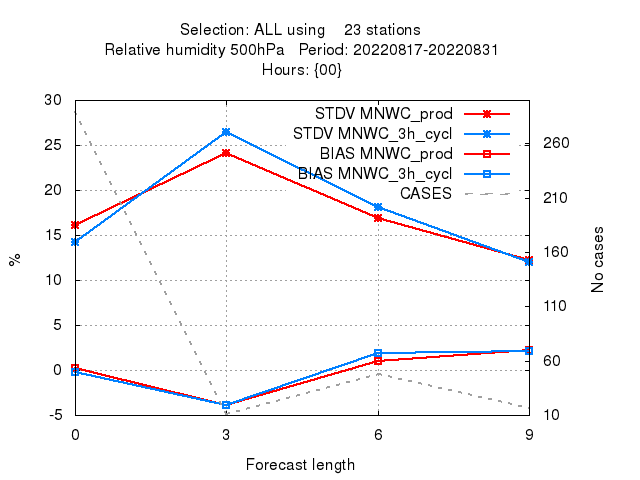 Selection: ALL using 23 stations
Relative humidity 500hPa Period: 20220817-20220831
Hours: {00}
STDV MNWC_prod
STDV MNWC_3h_cycl
BIAS MNWC_prod
BIAS MNWC_3h_cycl
CASES
30
25
20
15
10
5
0
-5
%
260
210
160
110
60
10
No cases
0 3 6 9
Forecast length